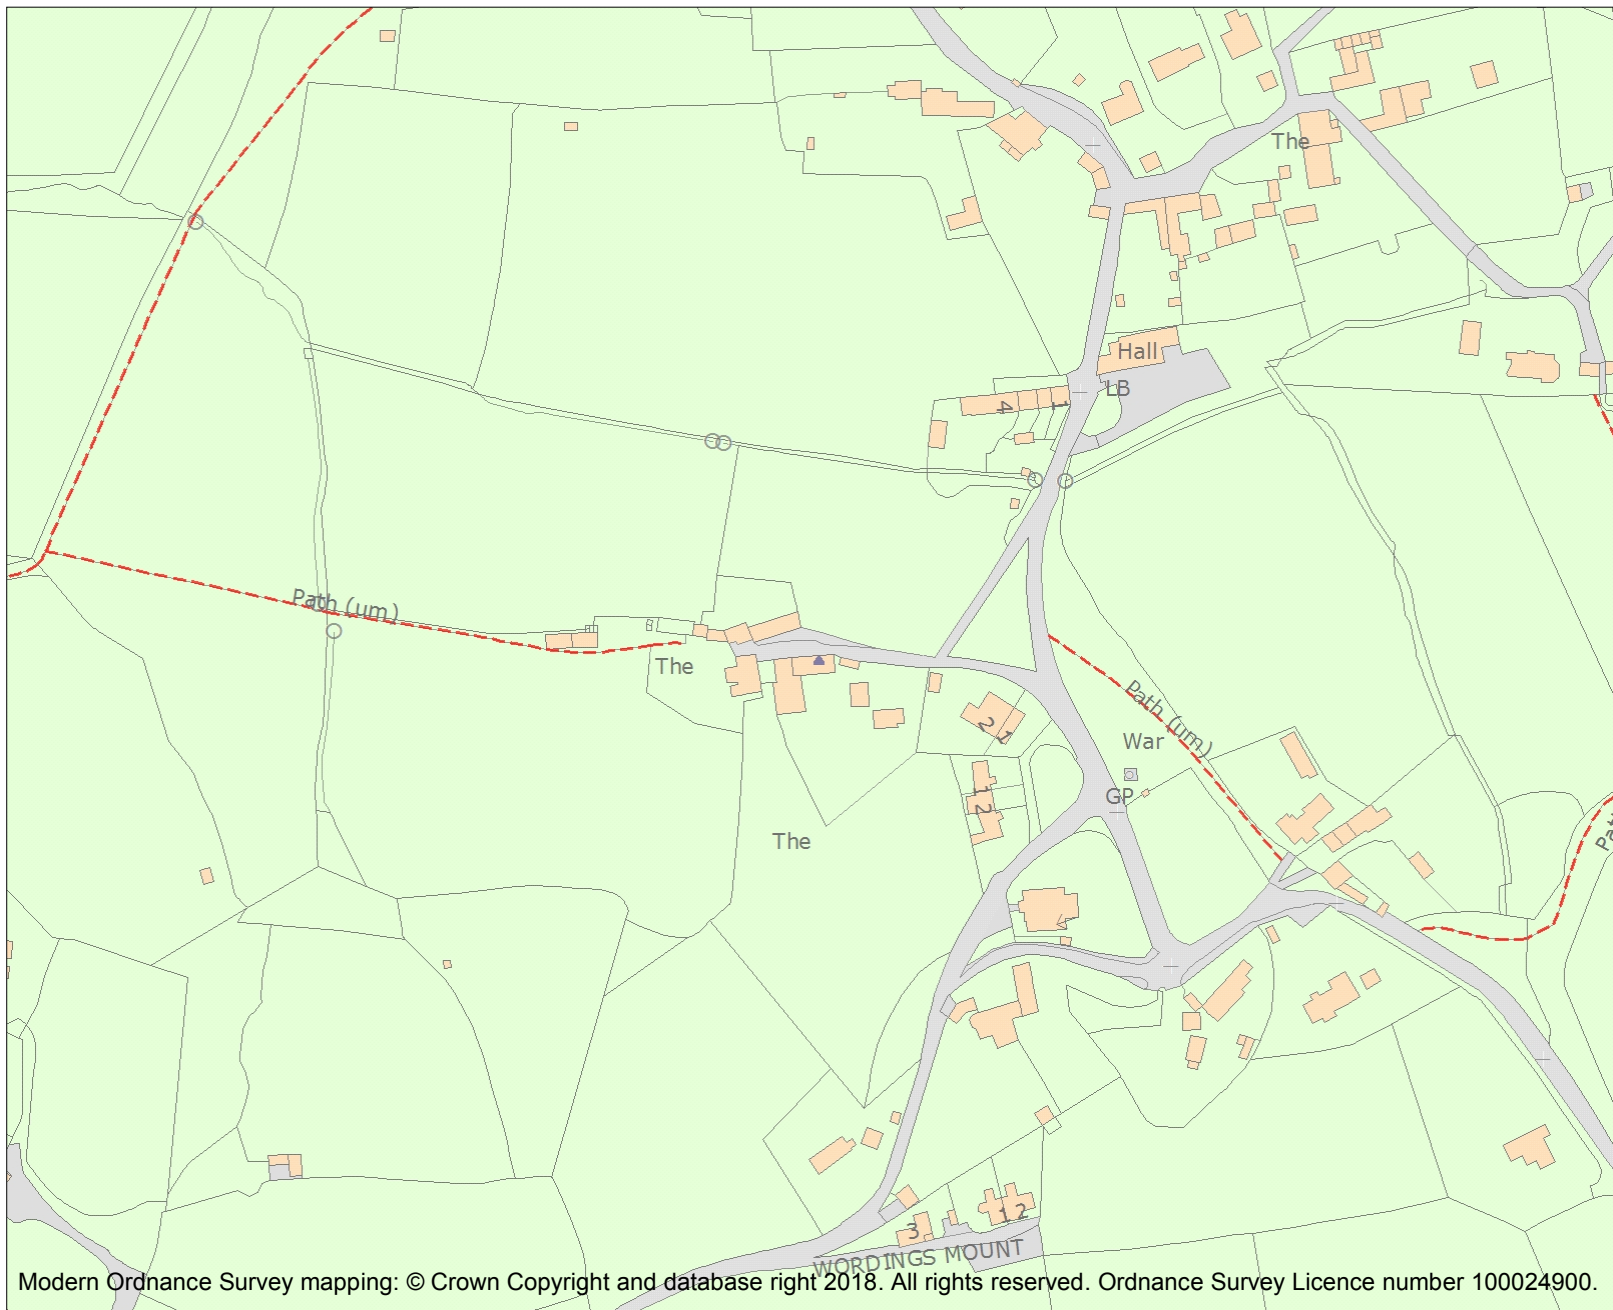 The
Hall
LB
4
1
Path (um)
The
Path (um)
2
1
War
GP
1
2
The
Pa
3
1
2
WORDINGS MOUNT
Modern Ordnance Survey mapping: © Crown Copyright and database right 2018. All rights reserved. Ordnance Survey Licence number 100024900.